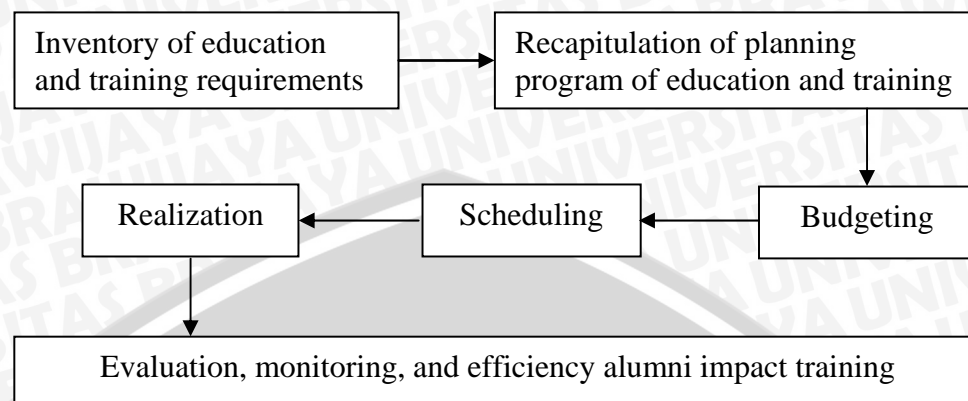 Inventory of education
and training requirements
Recapitulation of planning
program of education and training
Realization
Scheduling
Budgeting
Evaluation, monitoring, and efficiency alumni impact training